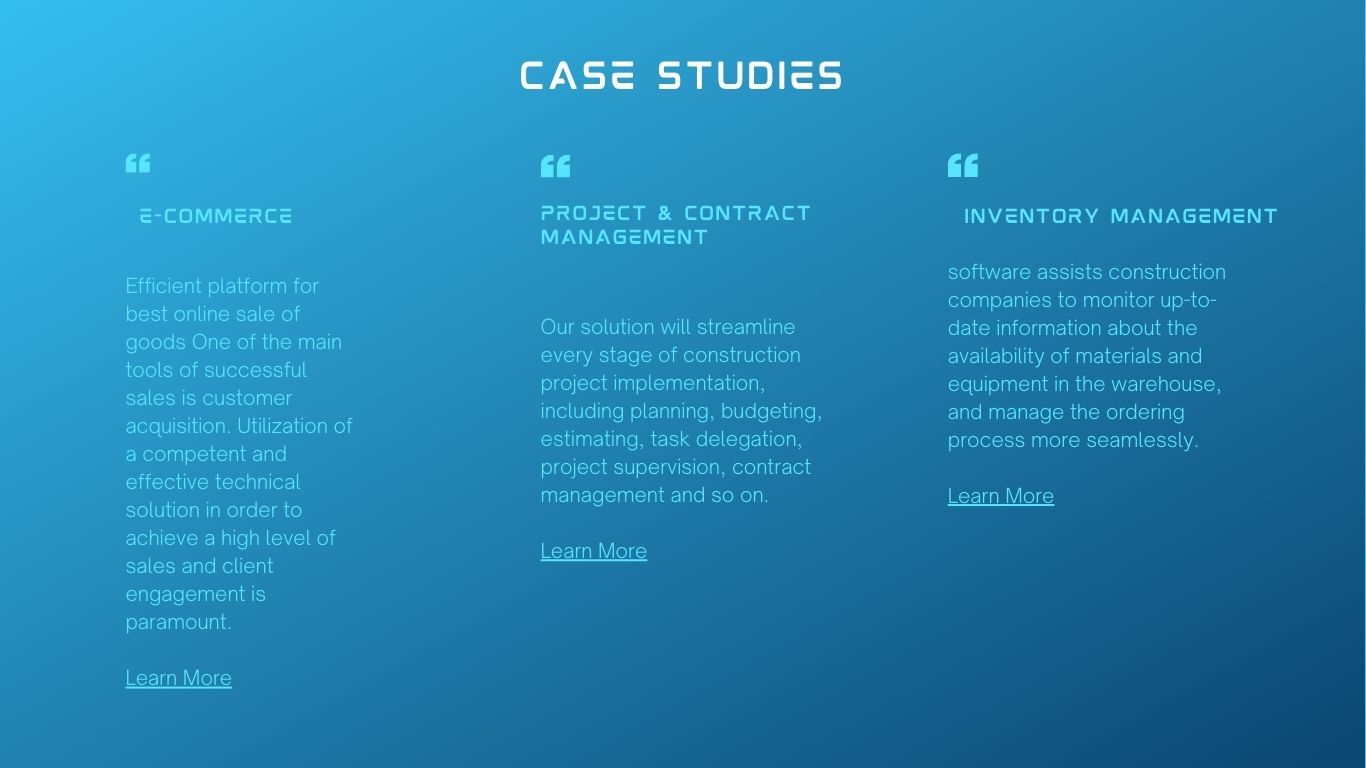 CASE STUDIES
“
E-COMMERCE
Efficient platform for
best online sale of
goods One of the main
tools of successful
sales is customer
acquisition. Utilization of
a competent and
effective technical
solution in order to
achieve a high level of
sales and client
engagement is
paramount.
Learn More
“
PROJECT & CONTRACT
MANAGEMENT
Our solution will streamline
every stage of construction
project implementation,
including planning, budgeting,
estimating, task delegation,
project supervision, contract
management and so on.
Learn More
“
INVENTORY MANAGEMENT
software assists construction
companies to monitor up-to-
date information about the
availability of materials and
equipment in the warehouse,
and manage the ordering
process more seamlessly.
Learn More